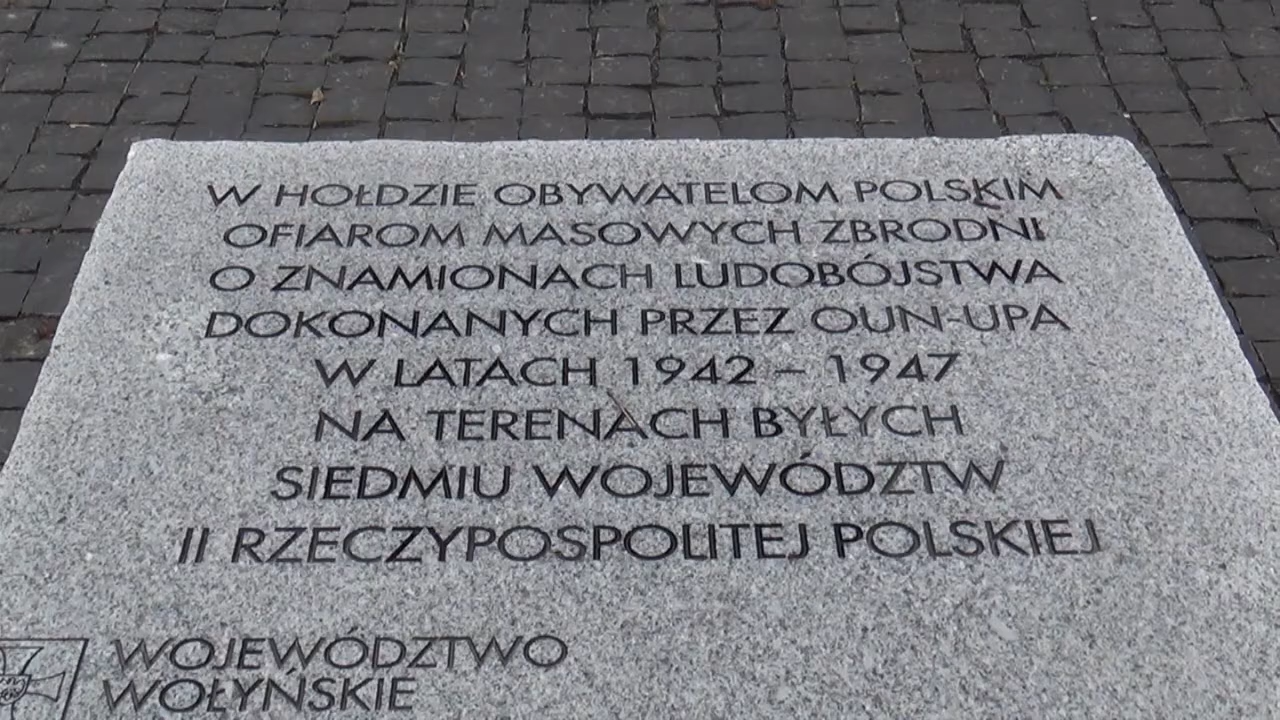 W HOŁDZIE OBYWATELOM POLSKIM
OFIAROM MASOWYCH ZBRODNI
O ZNAMIONACH LUDOBÓJSTWA
DOKONANYCH PRZEZ OUN-UPA
W LATACH 1942 – 1947
NA TERENACH BYŁYCH
SIEDMIU WOJEWÓDZTW
II RZECZYPOSPOLITEJ POLSKIEJ
WOJEWÓDZTWO
WOŁYŃSKIE